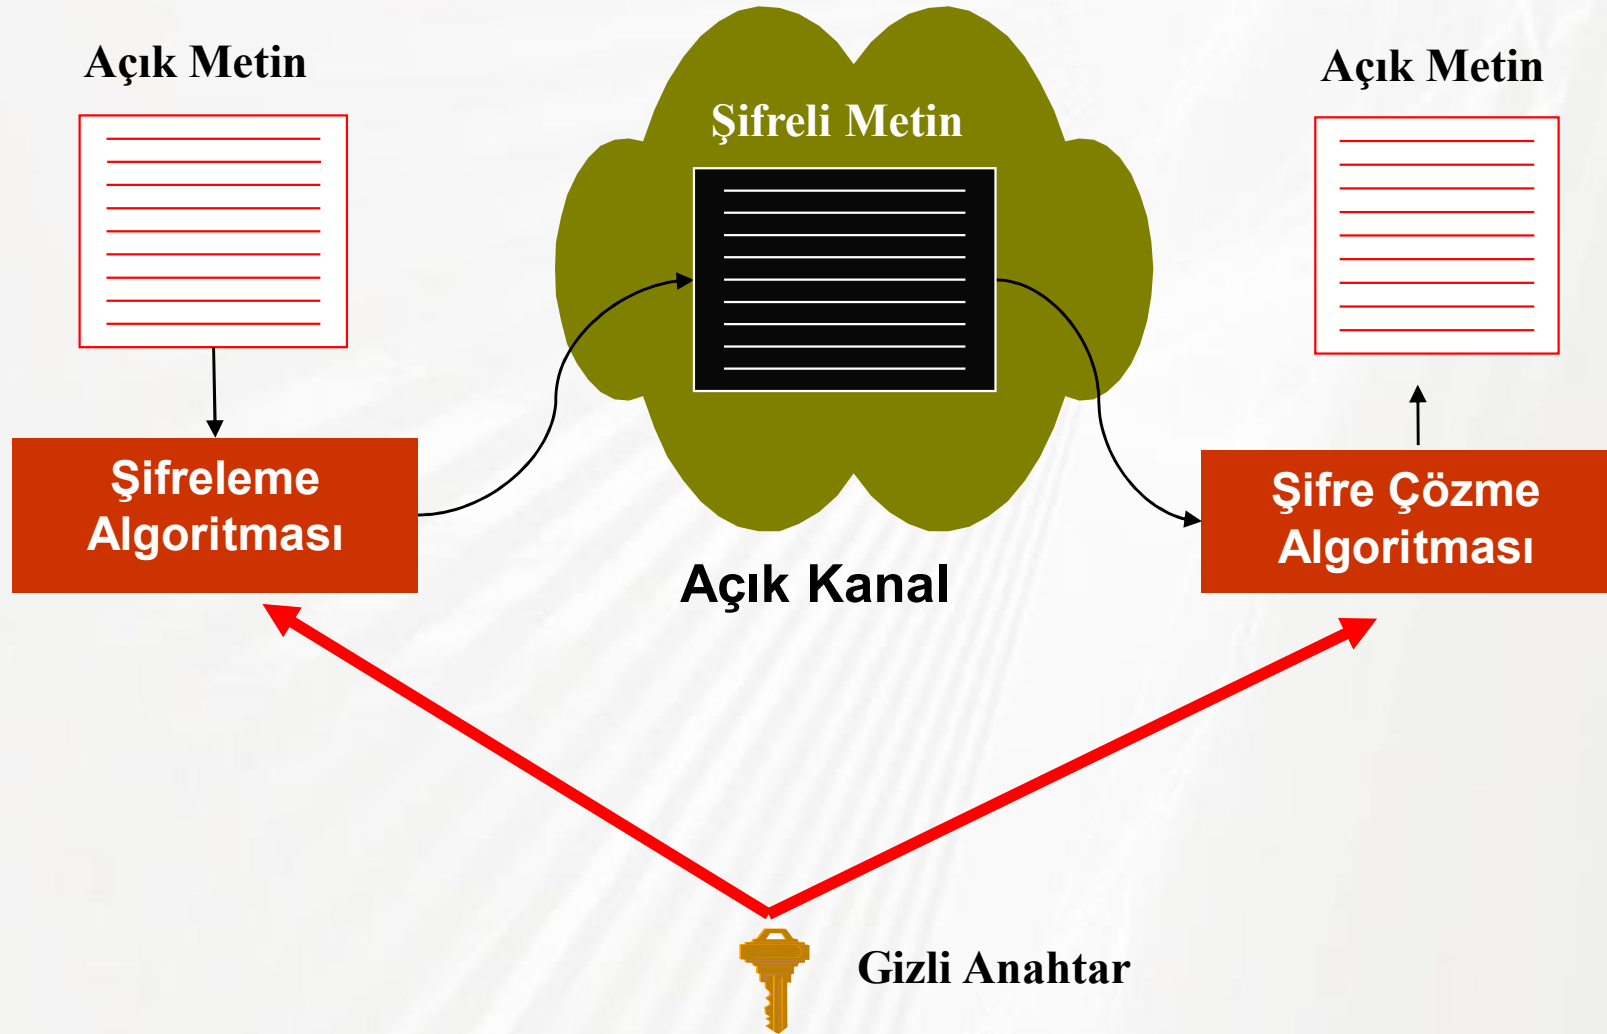 Açık Metin
Şifreli Metin
Açık Metin
Şifreleme
Algoritması
Açık Kanal
Şifre Çözme
Algoritması
Gizli Anahtar